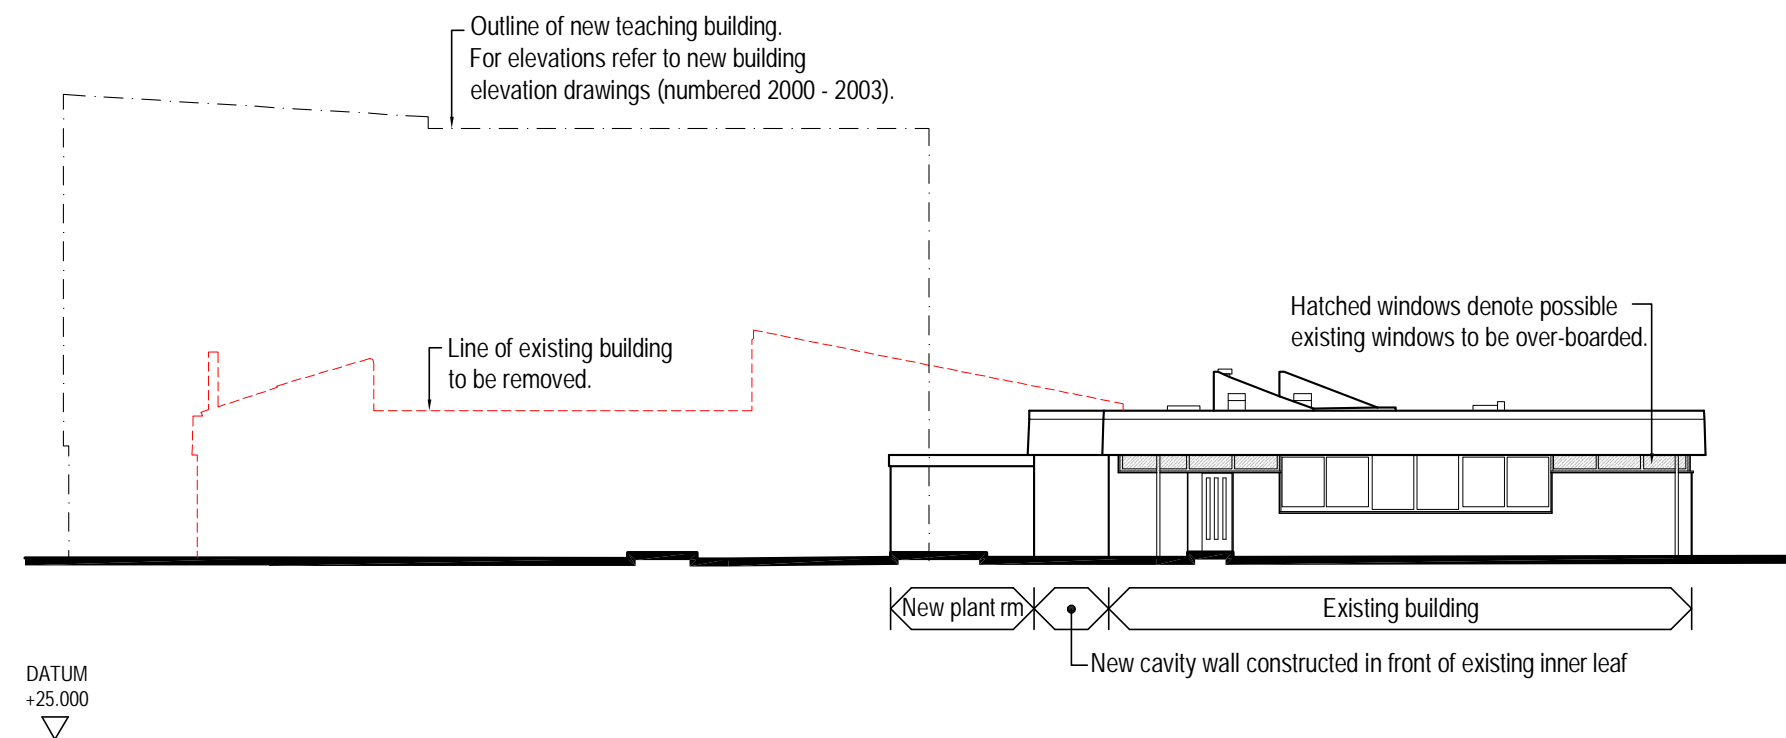 Outline of new teaching building.
For elevations refer to new building
elevation drawings (numbered 2000 - 2003).
Hatched windows denote possible
existing windows to be over-boarded.
Line of existing building
to be removed.
New plant rm
Existing building
New cavity wall constructed in front of existing inner leaf
DATUM
+25.000